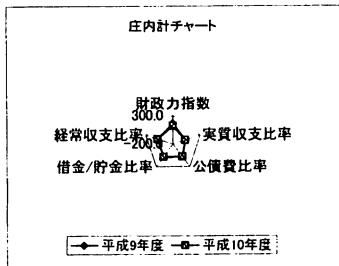 庄内計チャート
財政力指数
300.0
経常収支比率
実質収支比率
-200.0
借金/貯金比率
公債費比率
平成9年度 平成10年度